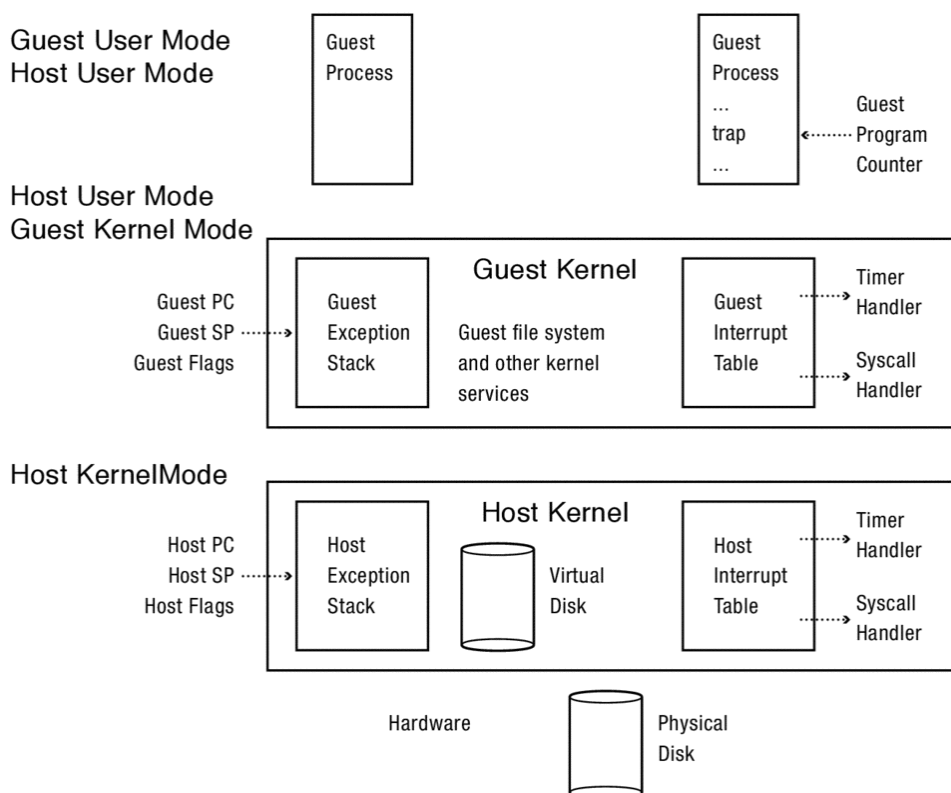 Guest User Mode
Host User Mode
Guest
Process
Guest
Process
...
trap
...
Guest
Program
Counter
Host User Mode
Guest Kernel Mode
Guest Kernel
Guest PC
Guest SP
Guest Flags
Guest
Exception
Stack
Guest file system
and other kernel
services
Guest
Interrupt
Table
Timer
Handler
Syscall
Handler
Host KernelMode
Host Kernel
Host PC
Host SP
Host Flags
Host
Exception
Stack
Virtual
Disk
Host
Interrupt
Table
Timer
Handler
Syscall
Handler
Hardware
Physical
Disk